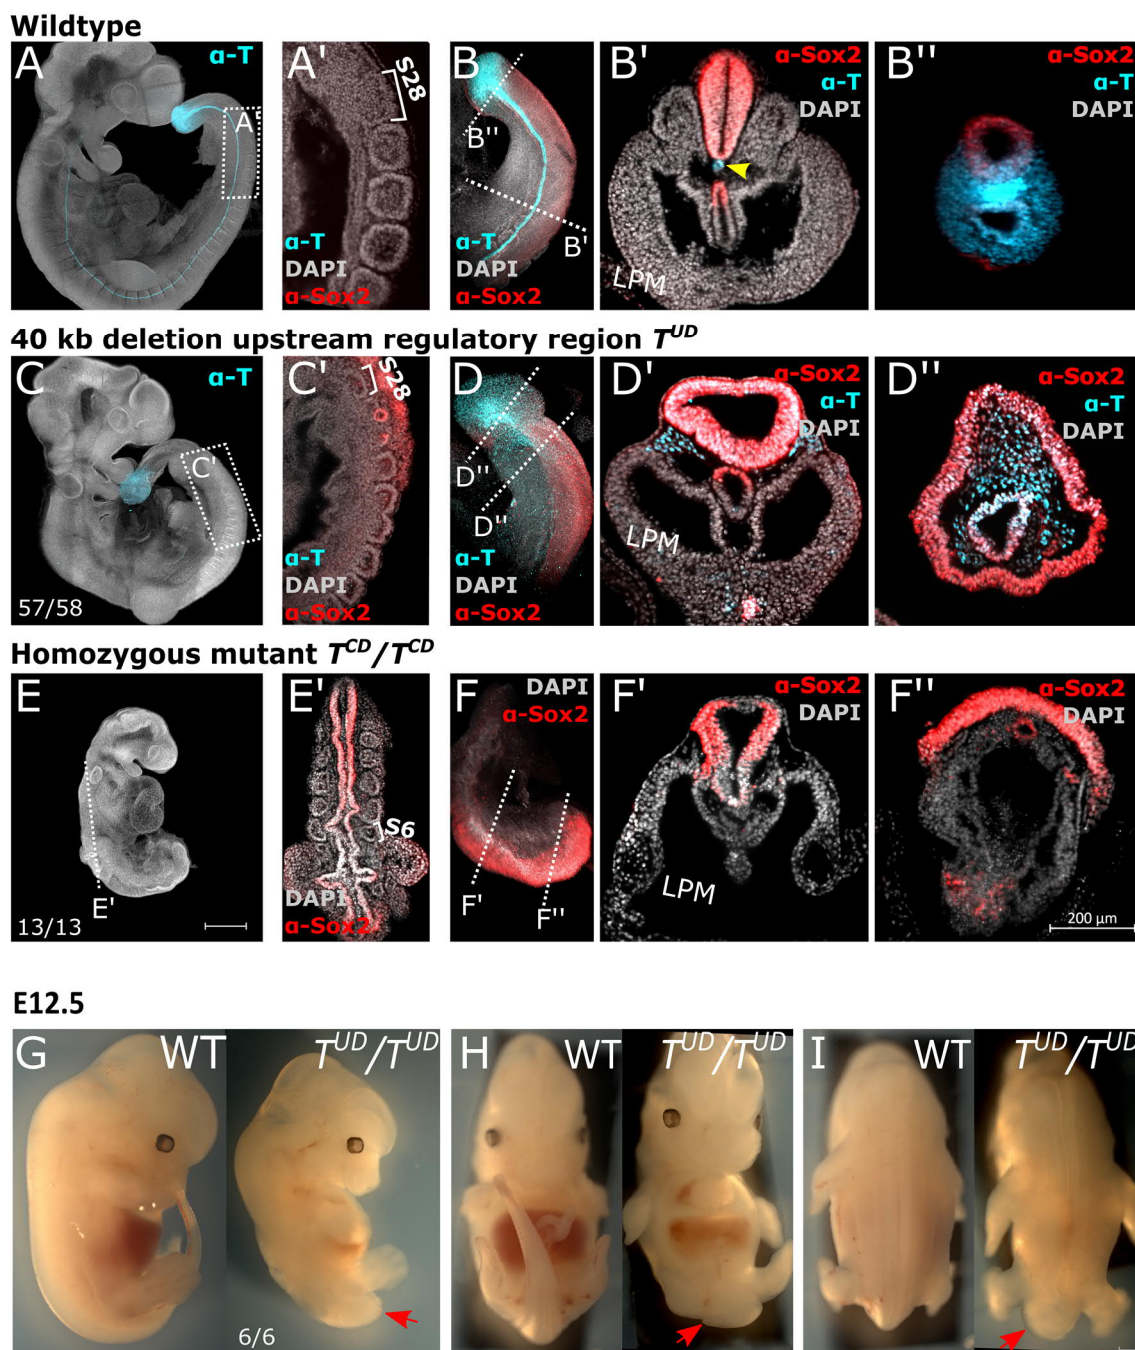 Wildtype
A
α-T
A'
A'
S28
α-T
DAPI
α-Sox2
B
B''
B'
α-T
DAPI
α-Sox2
B'
α-Sox2
α-T
DAPI
LPM
B''
α-Sox2
α-T
DAPI
40 kb deletion upstream regulatory region T^UD
C
α-T
C'
57/58
C'
S28
α-T
DAPI
α-Sox2
D
D''
D''
α-T
DAPI
α-Sox2
D'
α-Sox2
α-T
DAPI
LPM
D''
α-Sox2
α-T
DAPI
Homozygous mutant T^CD/T^CD
E
E'
13/13
E'
S6
DAPI
α-Sox2
F
DAPI
α-Sox2
F'
F''
F'
α-Sox2
DAPI
LPM
F''
α-Sox2
DAPI
200 µm
E12.5
G
WT
T^UD/T^UD
6/6
H
WT
T^UD/T^UD
I
WT
T^UD/T^UD